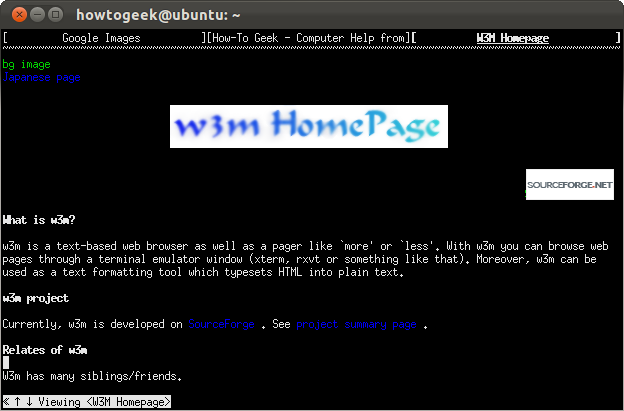 howtogeek@ubuntu: ~
[ Google Images ][How-To Geek - Computer Help from][ W3M Homepage ]
bg image
Japanese page
w3m HomePage
SOURCEFORGE.NET
What is w3m?
w3m is a text-based web browser as well as a pager like `more' or `less'. With w3m you can browse web
pages through a terminal emulator window (xterm, rxvt or something like that). Moreover, w3m can be
used as a text formatting tool which typesets HTML into plain text.
w3m project
Currently, w3m is developed on SourceForge . See project summary page .
Relates of w3m
W3m has many siblings/friends.
≪ ↑ ↓ Viewing <W3M Homepage>